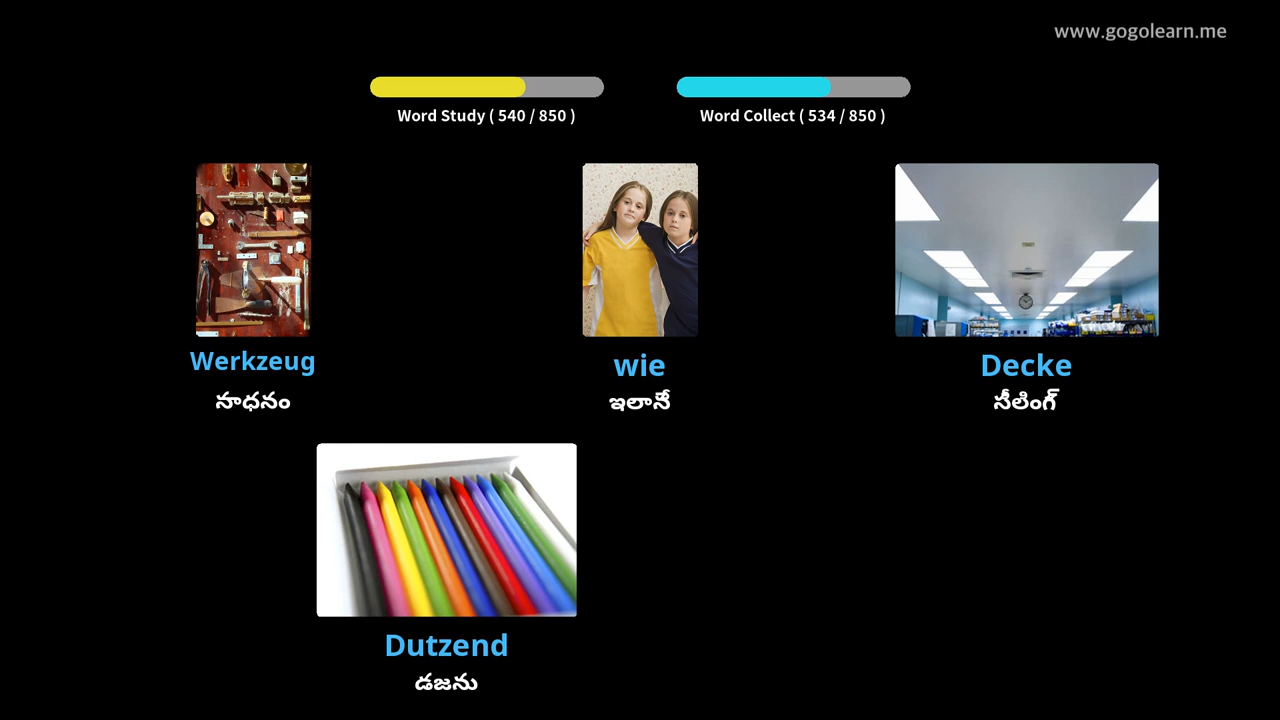 www.gogolearn.me
Word Study ( 540 / 850 )
Word Collect ( 534 / 850 )
Werkzeug
సాధనం
wie
ఇలానే
Decke
సీలింగ్
Dutzend
డజను